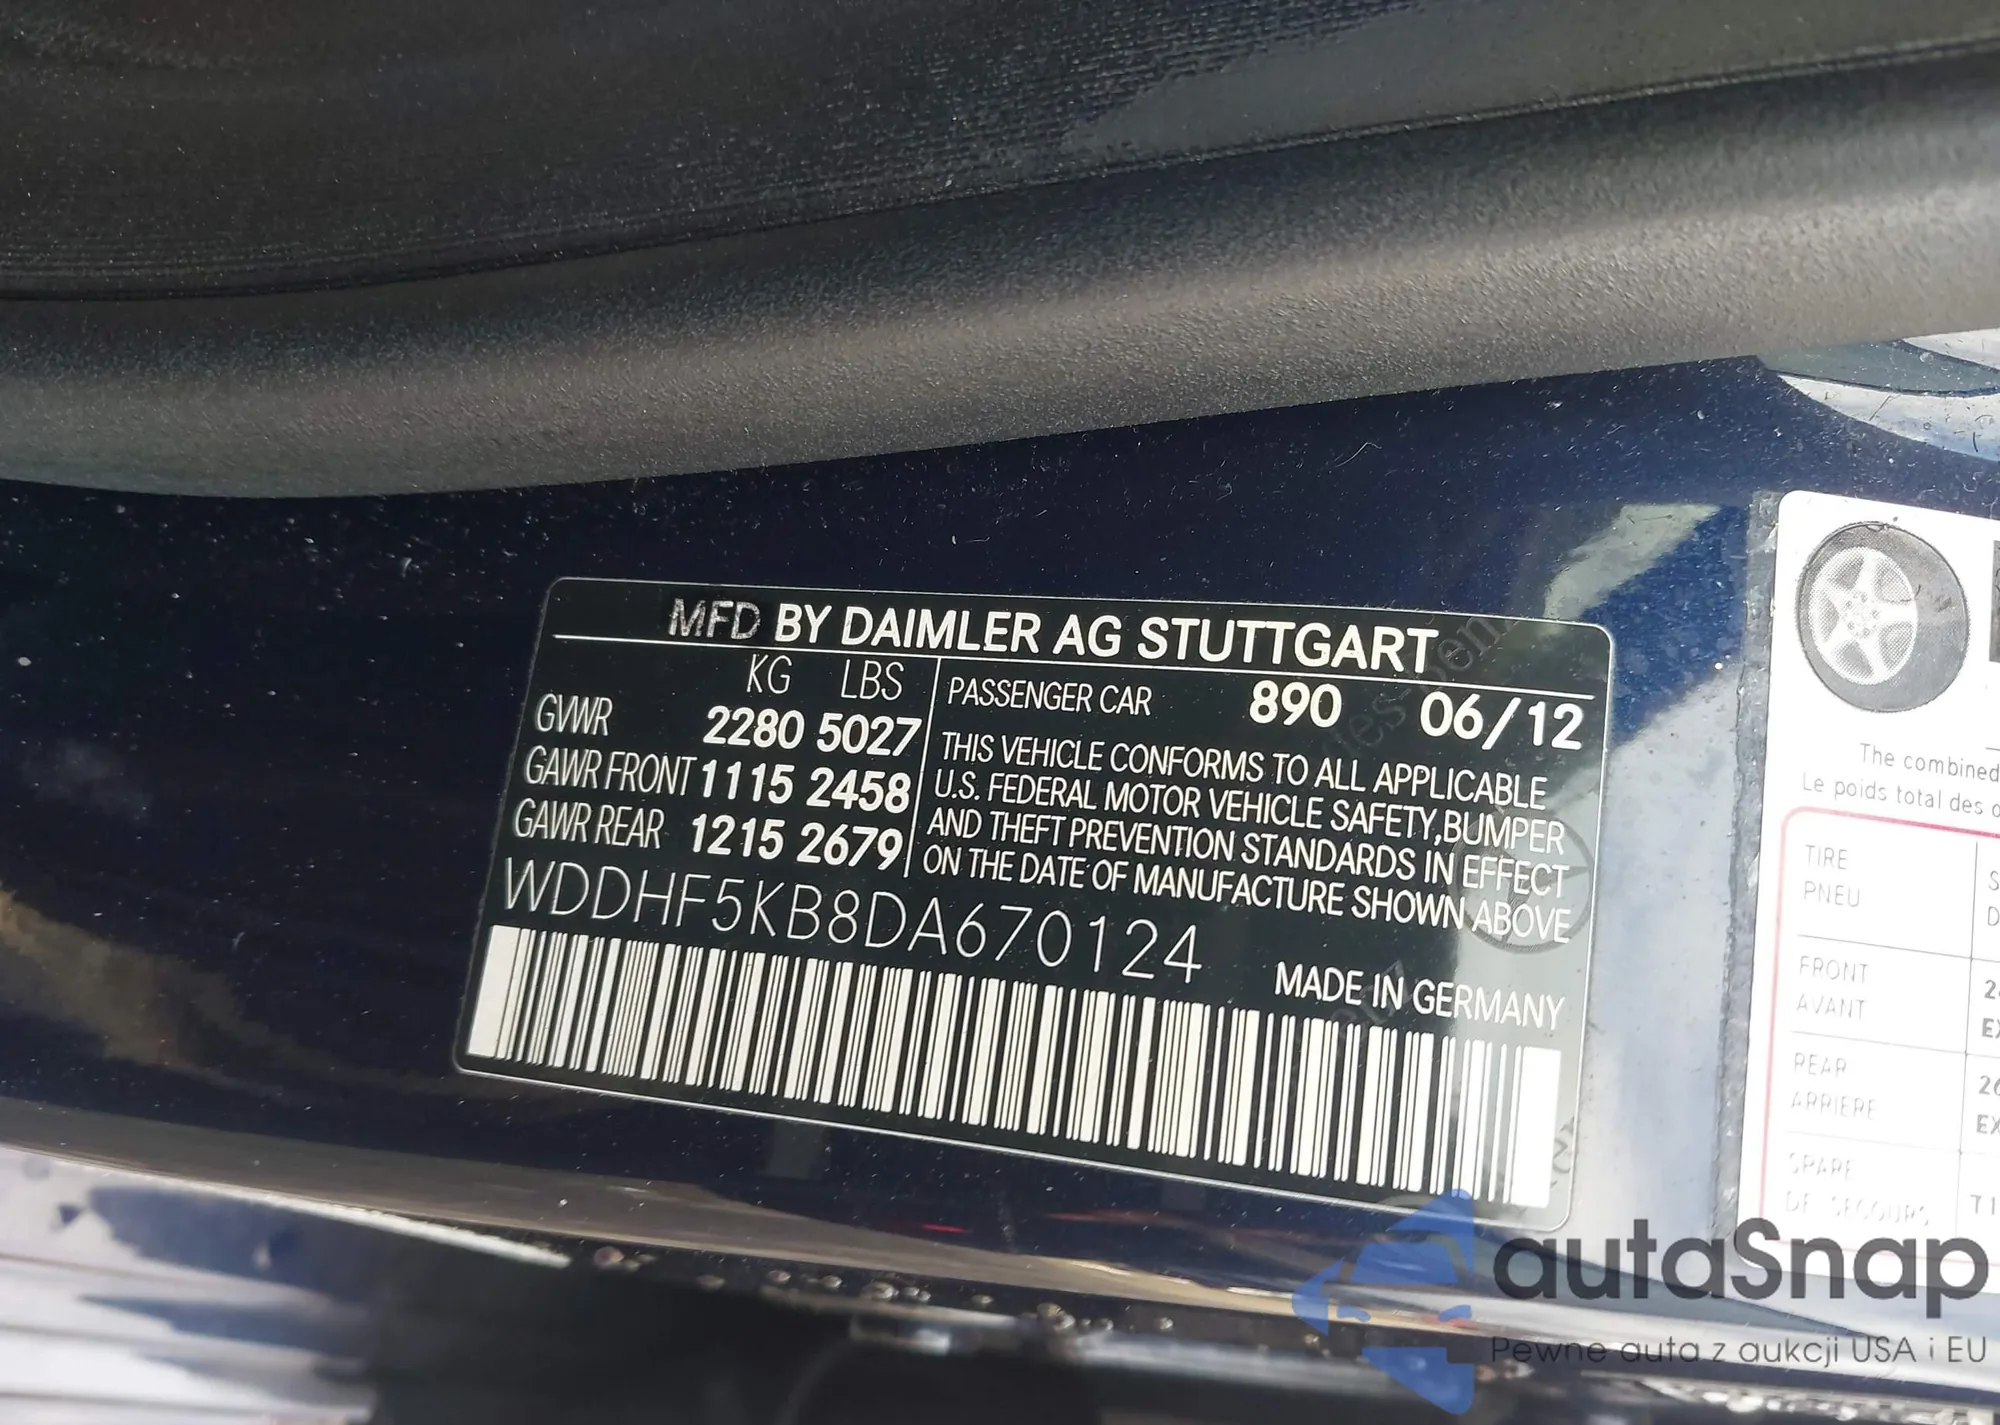 MFD BY DAIMLER AG STUTTGART
KG LBS
GVWR 2280 5027
GAWR FRONT 1115 2458
GAWR REAR 1215 2679
PASSENGER CAR 890 06/12
THIS VEHICLE CONFORMS TO ALL APPLICABLE
U.S. FEDERAL MOTOR VEHICLE SAFETY,BUMPER
AND THEFT PREVENTION STANDARDS IN EFFECT
ON THE DATE OF MANUFACTURE SHOWN ABOVE
WDDHF5KB8DA670124
MADE IN GERMANY
The combined
Le poids total des
TIRE
PNEU
FRONT
AVANT
REAR
ARRIERE
SPARE
DE SECOURS
autaSnap
Pewne auta z aukcji USA i EU